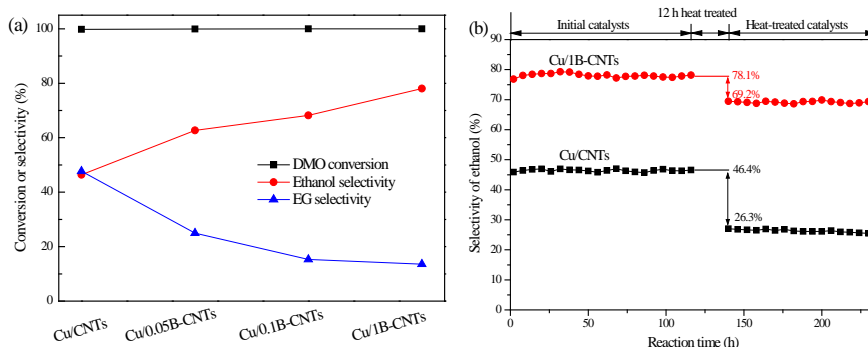 (a)
100
80
60
40
20
0
Conversion or selectivity (%)
DMO conversion
Ethanol selectivity
EG selectivity
Cu/CNTs
Cu/0.05B-CNTs
Cu/0.1B-CNTs
Cu/1B-CNTs
(b)
12 h heat treated
Initial catalysts
Heat-treated catalysts
90
80
70
60
50
40
30
20
10
0
Selectivity of ethanol (%)
Cu/1B-CNTs
78.1%
69.2%
Cu/CNTs
46.4%
26.3%
0
50
100
150
200
Reaction time (h)